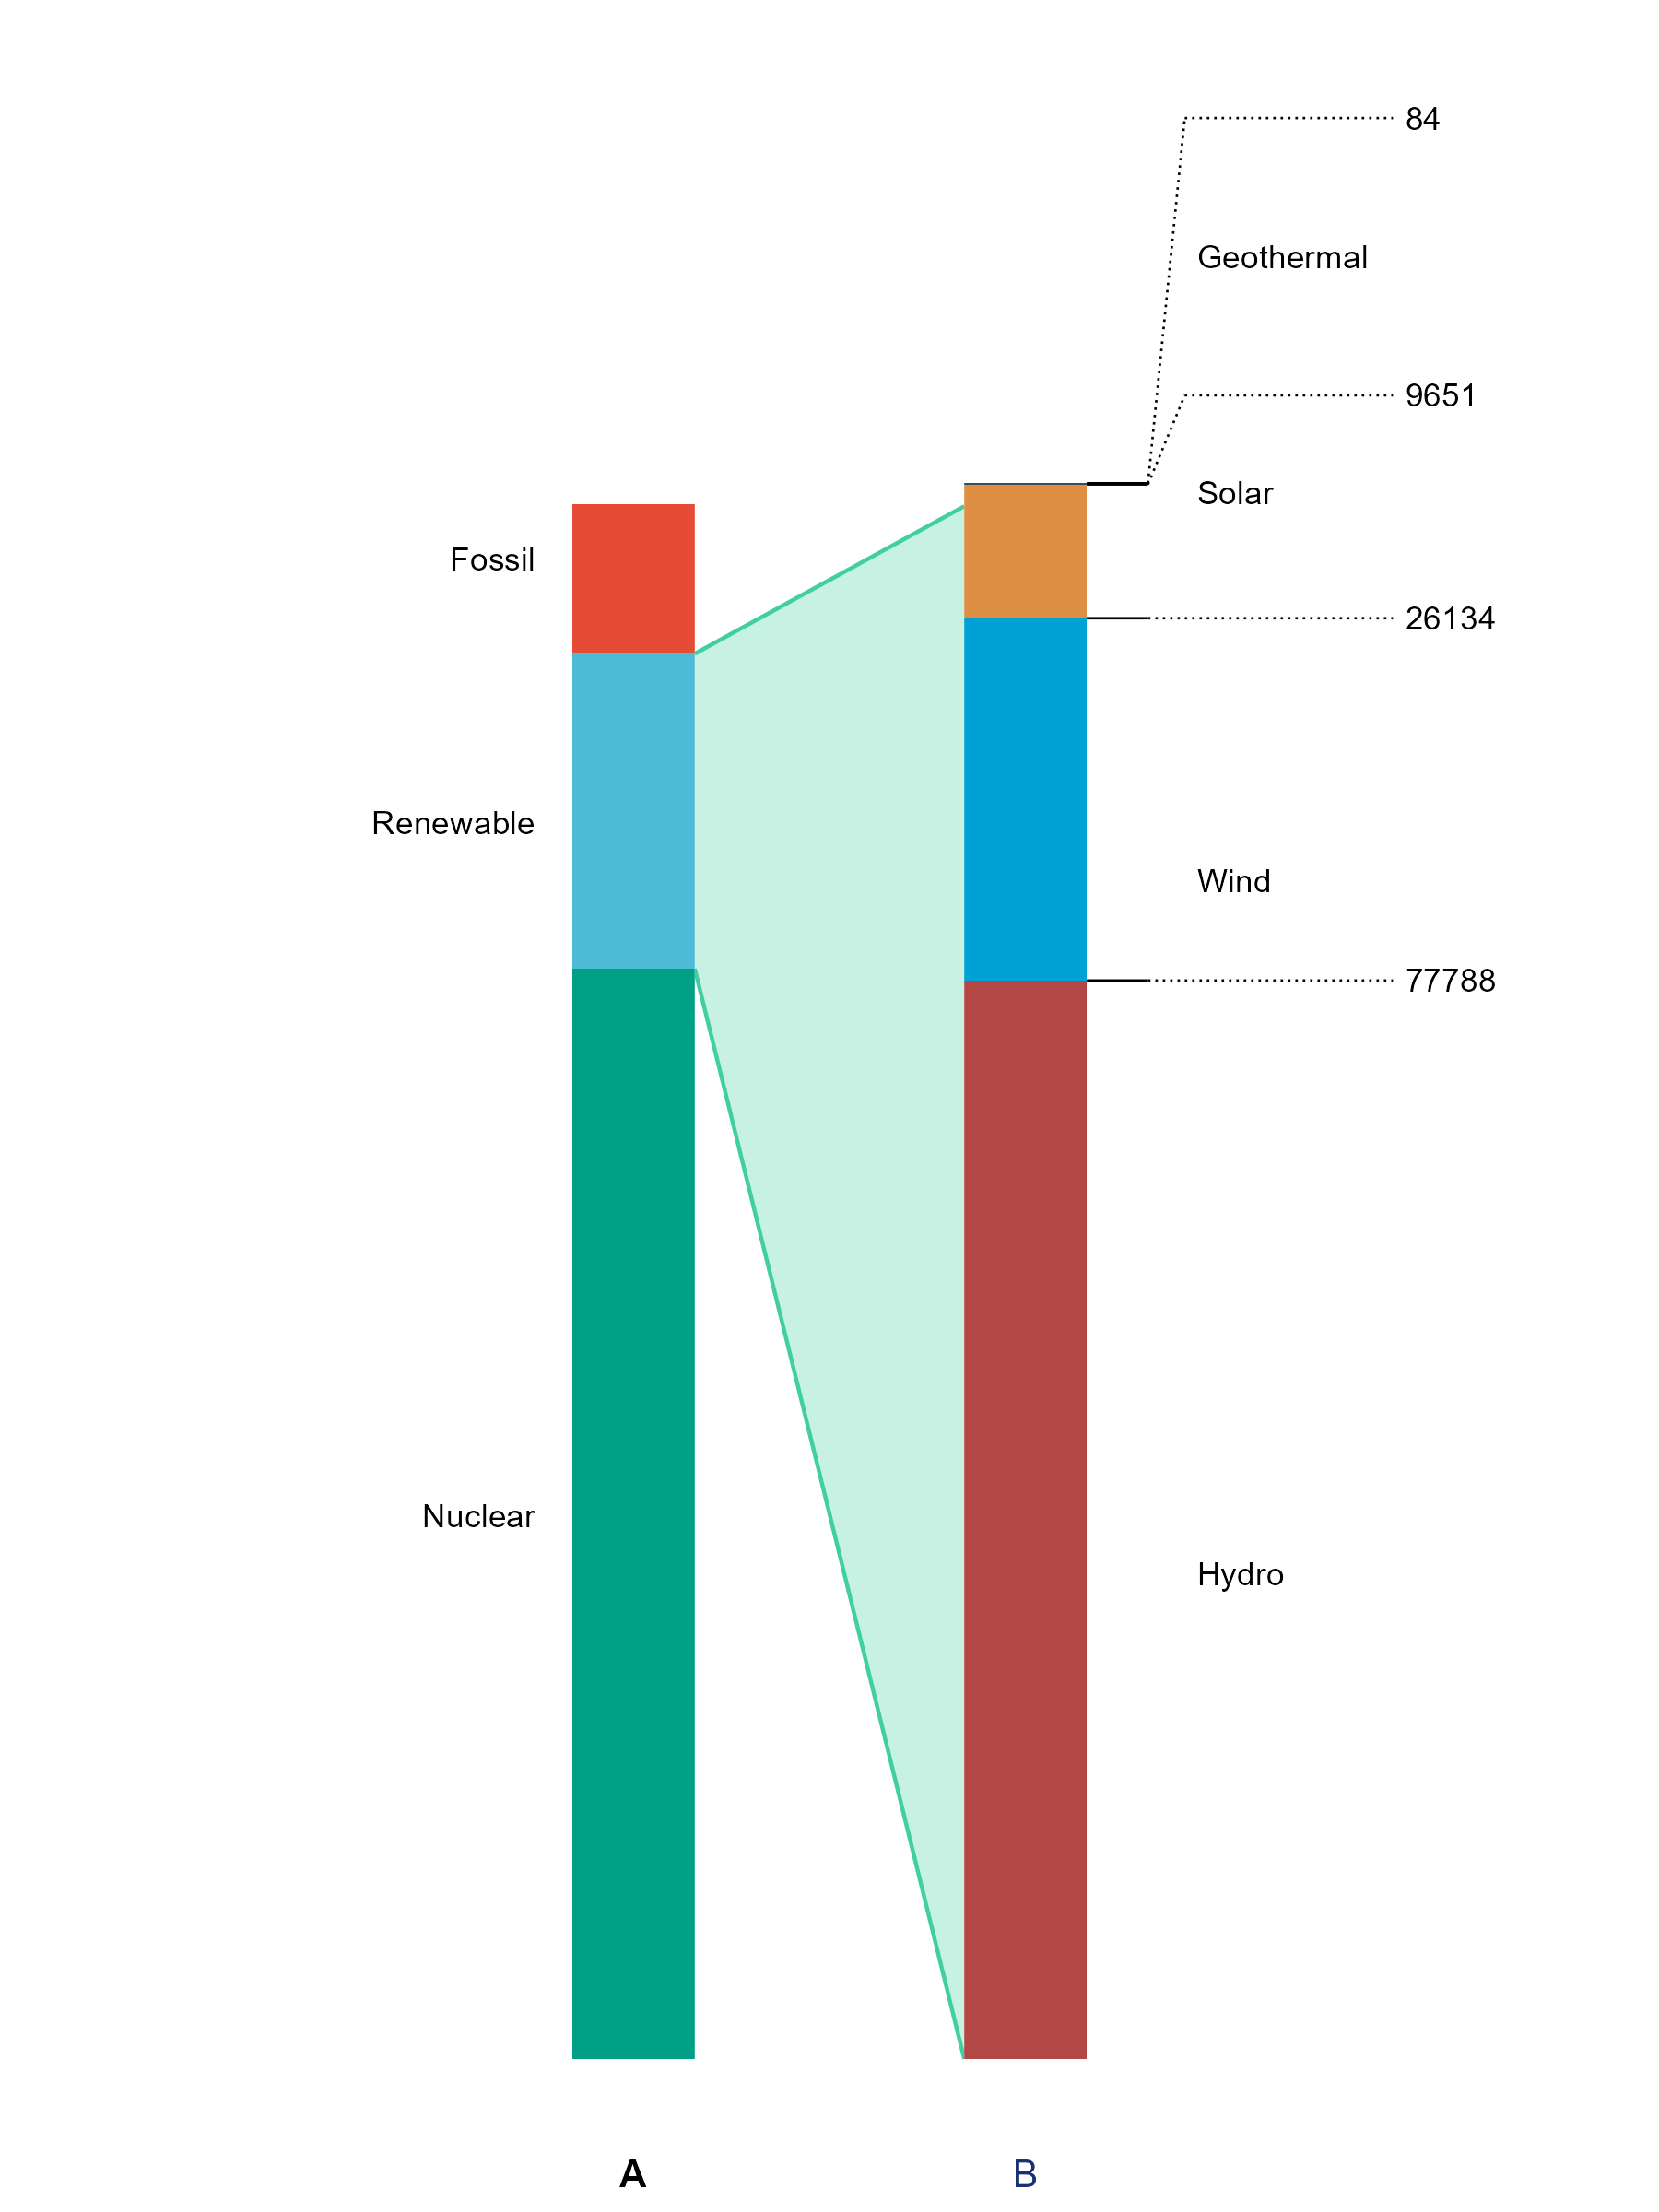 84
Geothermal
9651
Solar
Fossil
26134
Renewable
Wind
77788
Nuclear
Hydro
A
B